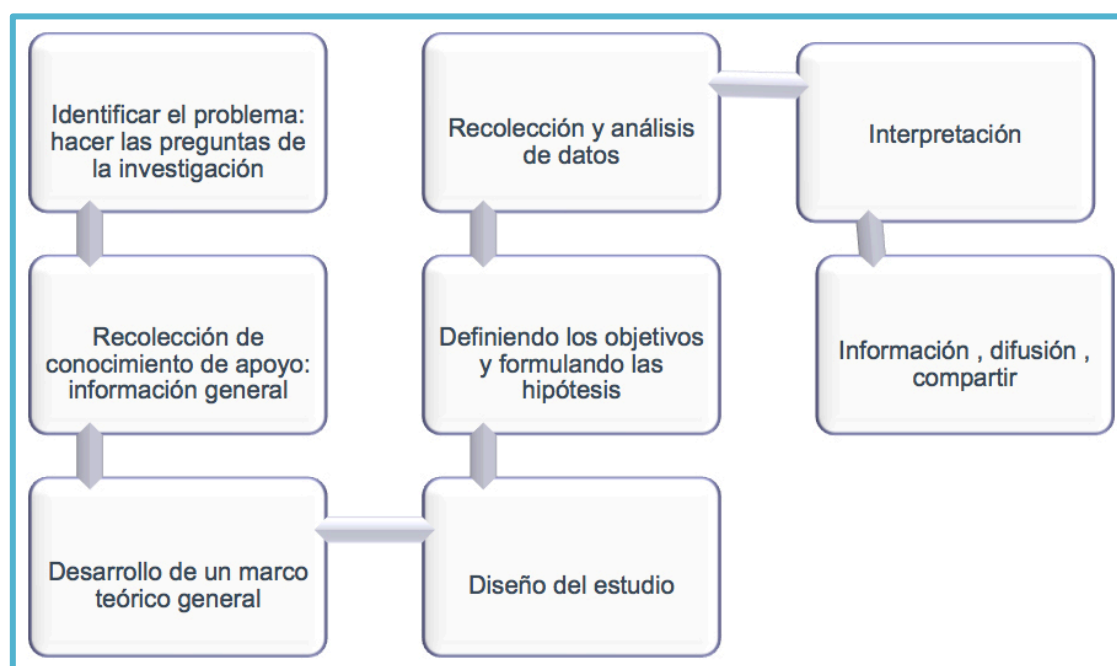 Identificar el problema:
hacer las preguntas de
la investigación
Recolección de
conocimiento de apoyo:
información general
Desarrollo de un marco
teórico general
Diseño del estudio
Definiendo los objetivos
y formulando las
hipótesis
Recolección y análisis
de datos
Interpretación
Información , difusión ,
compartir